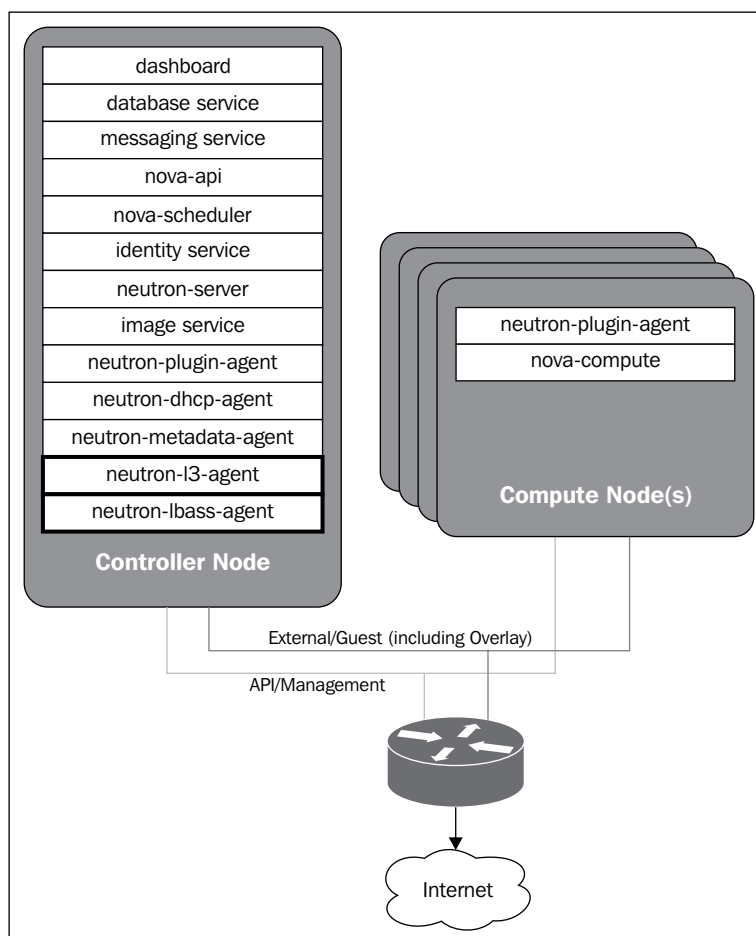 dashboard
database service
messaging service
nova-api
nova-scheduler
identity service
neutron-server
image service
neutron-plugin-agent
neutron-dhcp-agent
neutron-metadata-agent
neutron-l3-agent
neutron-lbass-agent
Controller Node
neutron-plugin-agent
nova-compute
Compute Node(s)
External/Guest (including Overlay)
API/Management
Internet